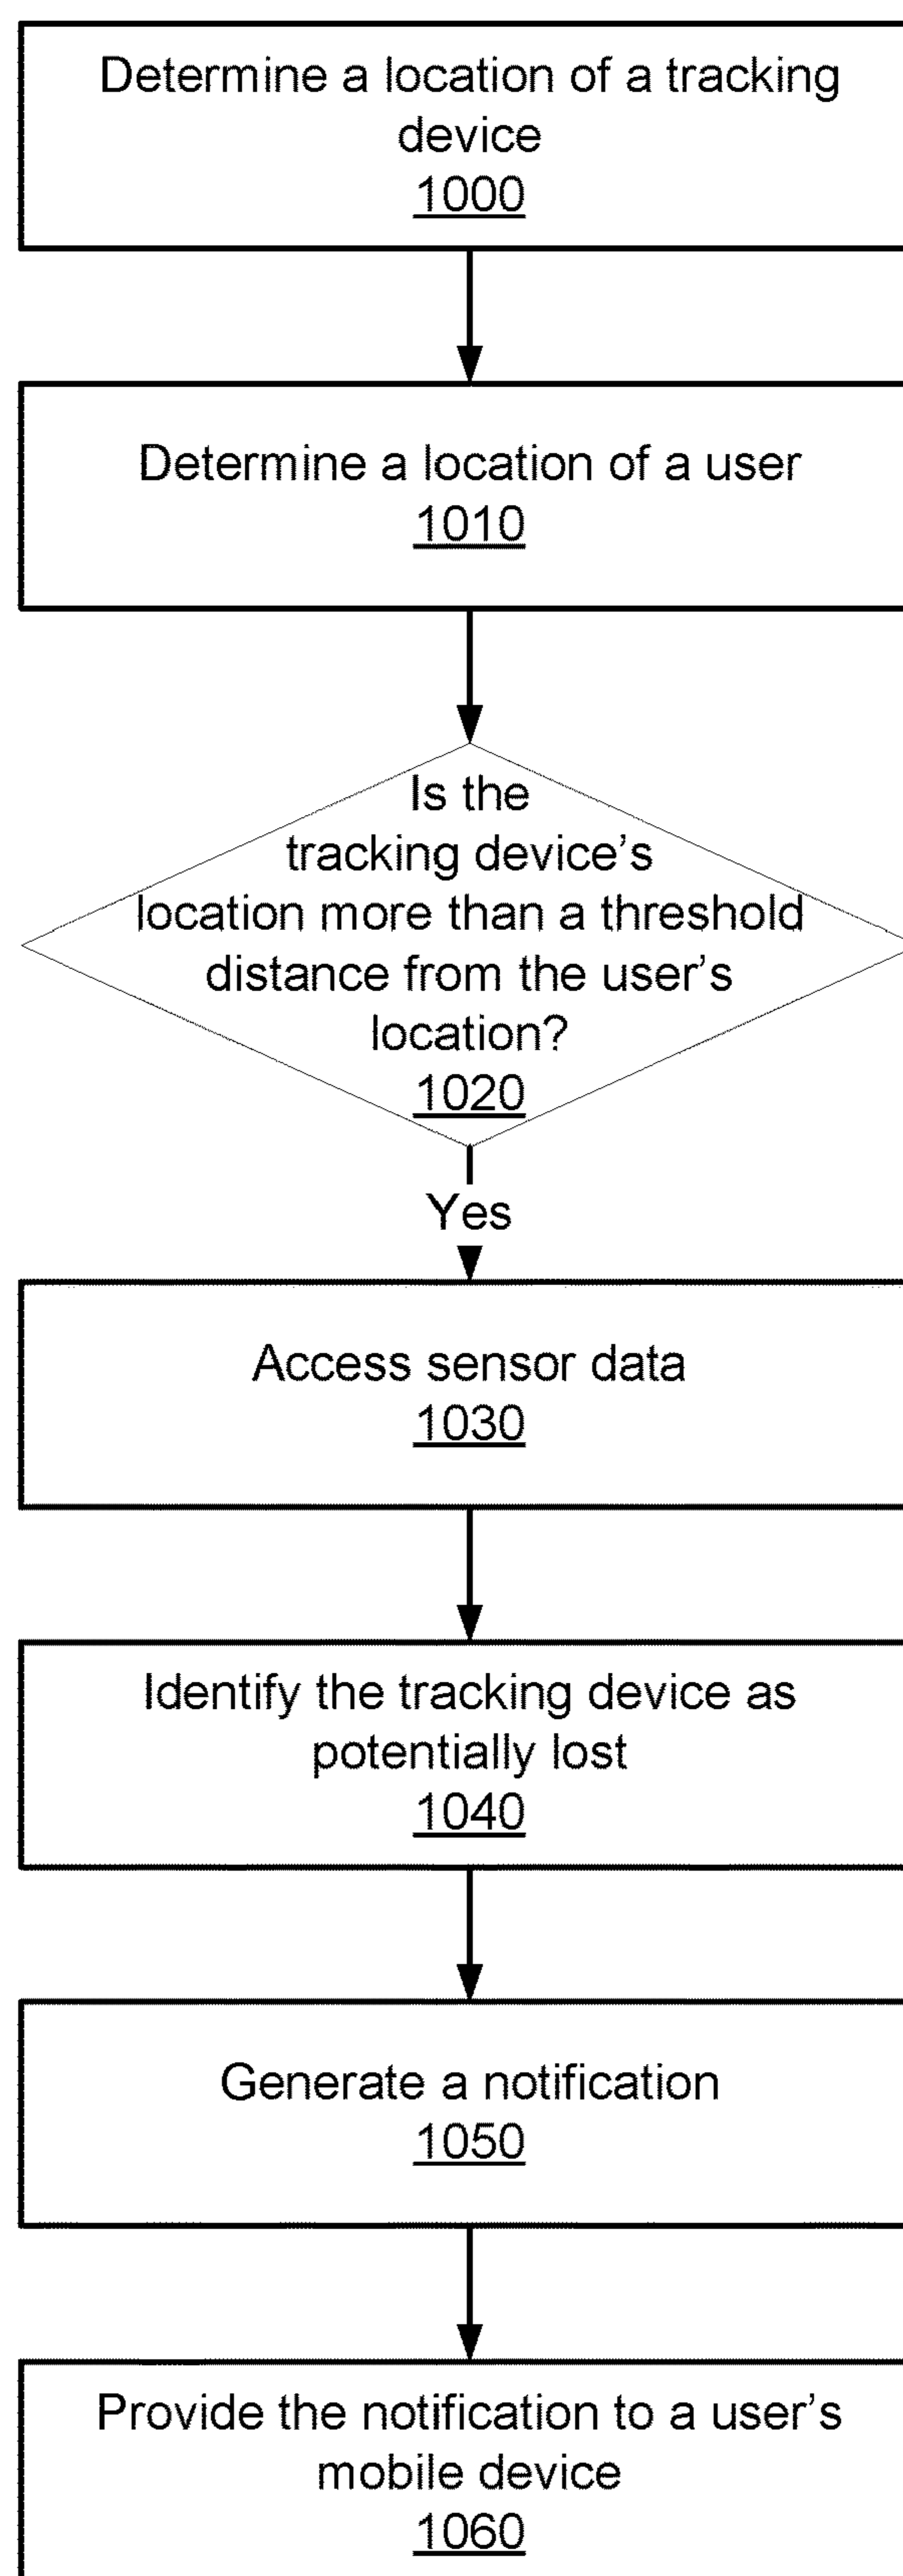 Determine a location of a tracking
device
1000
Determine a location of a user
1010
Is the
tracking device's
location more than a threshold
distance from the user's
location?
1020
Yes
Access sensor data
1030
Identify the tracking device as
potentially lost
1040
Generate a notification
1050
Provide the notification to a user's
mobile device
1060